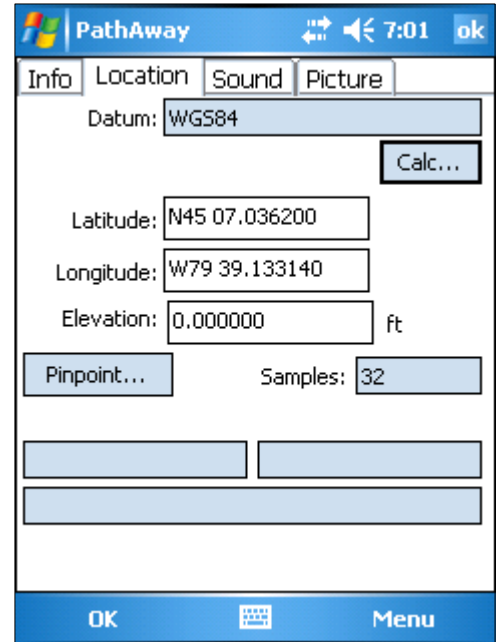 PathAway 7:01 ok
Info Location Sound Picture
Datum: WGS84
Calc...
Latitude: N45 07.036200
Longitude: W79 39.133140
Elevation: 0.000000 ft
Pinpoint... Samples: 32
OK Menu